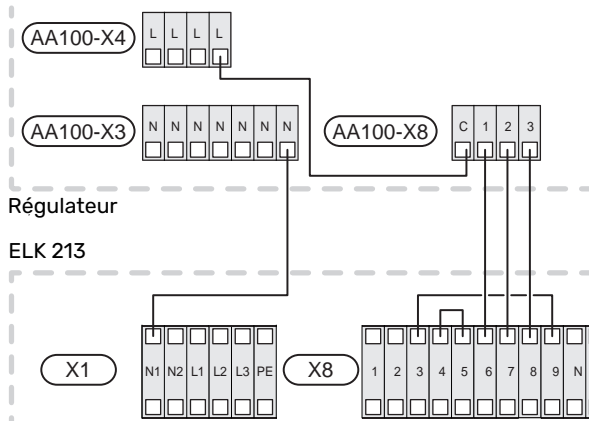 AA100-X4 L L L L
AA100-X3 N N N N N N N AA100-X8 C 1 2 3
Régulateur
ELK 213
X1 N1 N2 L1 L2 L3 PE X8 1 2 3 4 5 6 7 8 9 N